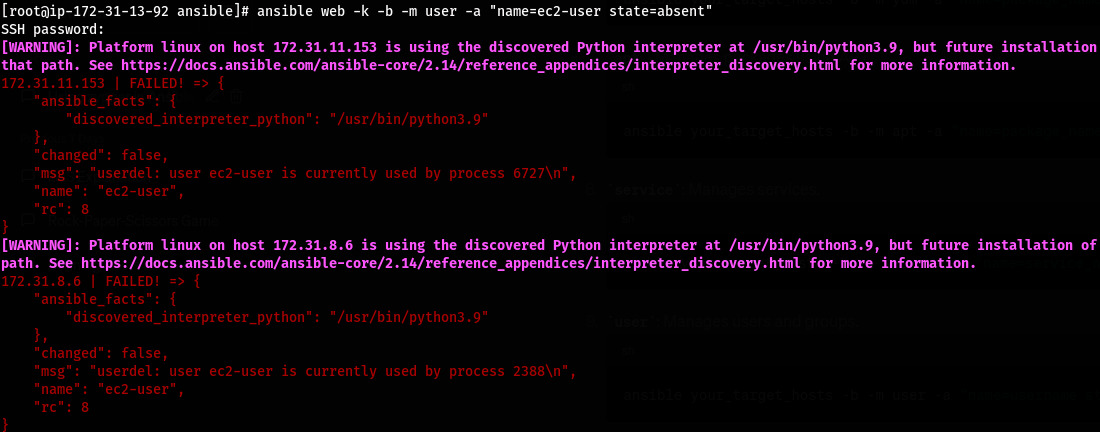 [root@ip-172-31-13-92 ansible]# ansible web -k -b -m user -a "name=ec2-user state=absent"
SSH password:
[WARNING]: Platform linux on host 172.31.11.153 is using the discovered Python interpreter at /usr/bin/python3.9, but future installation
that path. See https://docs.ansible.com/ansible-core/2.14/reference_appendices/interpreter_discovery.html for more information.
172.31.11.153 | FAILED! => {
    "ansible_facts": {
        "discovered_interpreter_python": "/usr/bin/python3.9"
    },
    "changed": false,
    "msg": "userdel: user ec2-user is currently used by process 6727\n",
    "name": "ec2-user",
    "rc": 8
}
[WARNING]: Platform linux on host 172.31.8.6 is using the discovered Python interpreter at /usr/bin/python3.9, but future installation of
path. See https://docs.ansible.com/ansible-core/2.14/reference_appendices/interpreter_discovery.html for more information.
172.31.8.6 | FAILED! => {
    "ansible_facts": {
        "discovered_interpreter_python": "/usr/bin/python3.9"
    },
    "changed": false,
    "msg": "userdel: user ec2-user is currently used by process 2388\n",
    "name": "ec2-user",
    "rc": 8
}